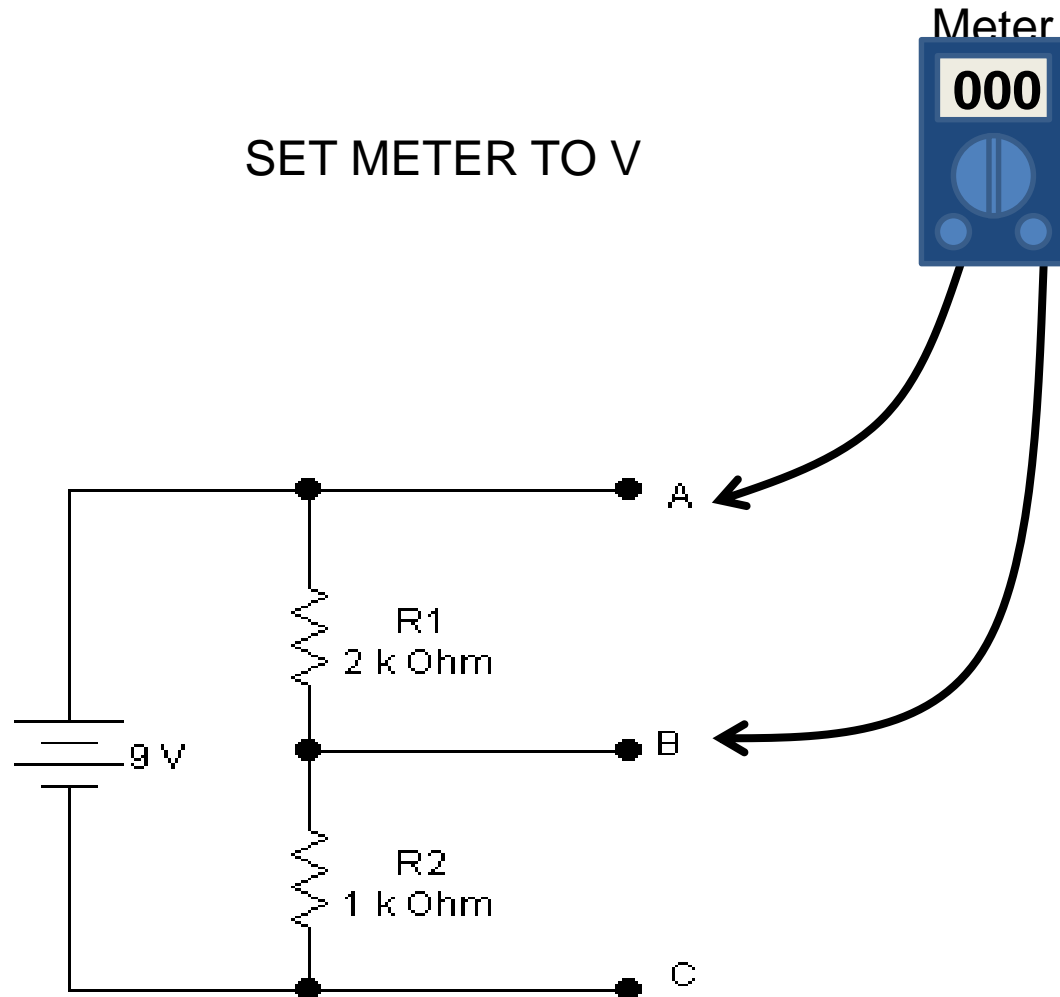 Meter
000
SET METER TO V
A
R1
2 k Ohm
B
9 V
R2
1 k Ohm
C